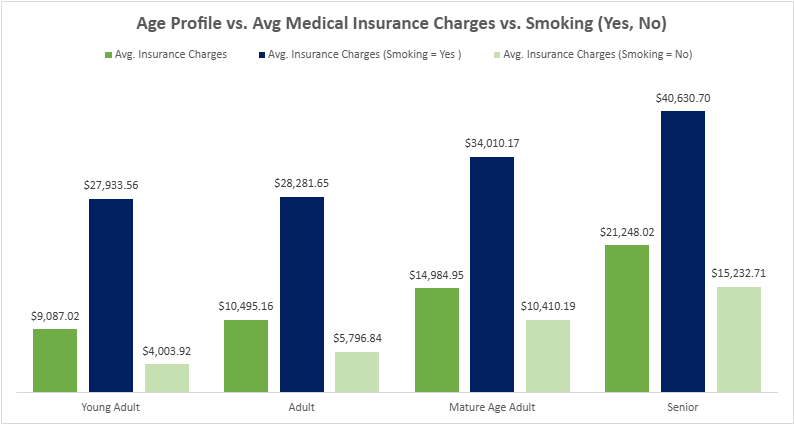 Age Profile vs. Avg Medical Insurance Charges vs. Smoking (Yes, No)
Avg. Insurance Charges
Avg. Insurance Charges (Smoking = Yes )
Avg. Insurance Charges (Smoking = No)
$9,087.02
$27,933.56
$4,003.92
$10,495.16
$28,281.65
$5,796.84
$14,984.95
$34,010.17
$10,410.19
$21,248.02
$40,630.70
$15,232.71
Young Adult
Adult
Mature Age Adult
Senior